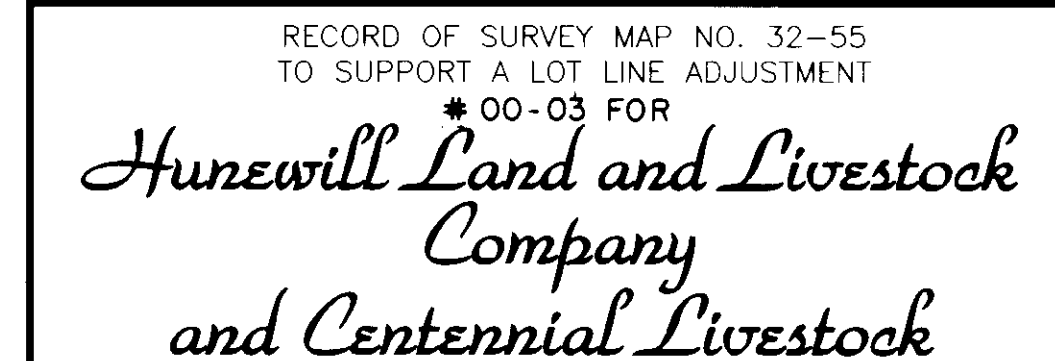 RECORD OF SURVEY MAP NO. 32-55
TO SUPPORT A LOT LINE ADJUSTMENT
# 00-03 FOR
Hunewill Land and Livestock
Company
and Centennial Livestock